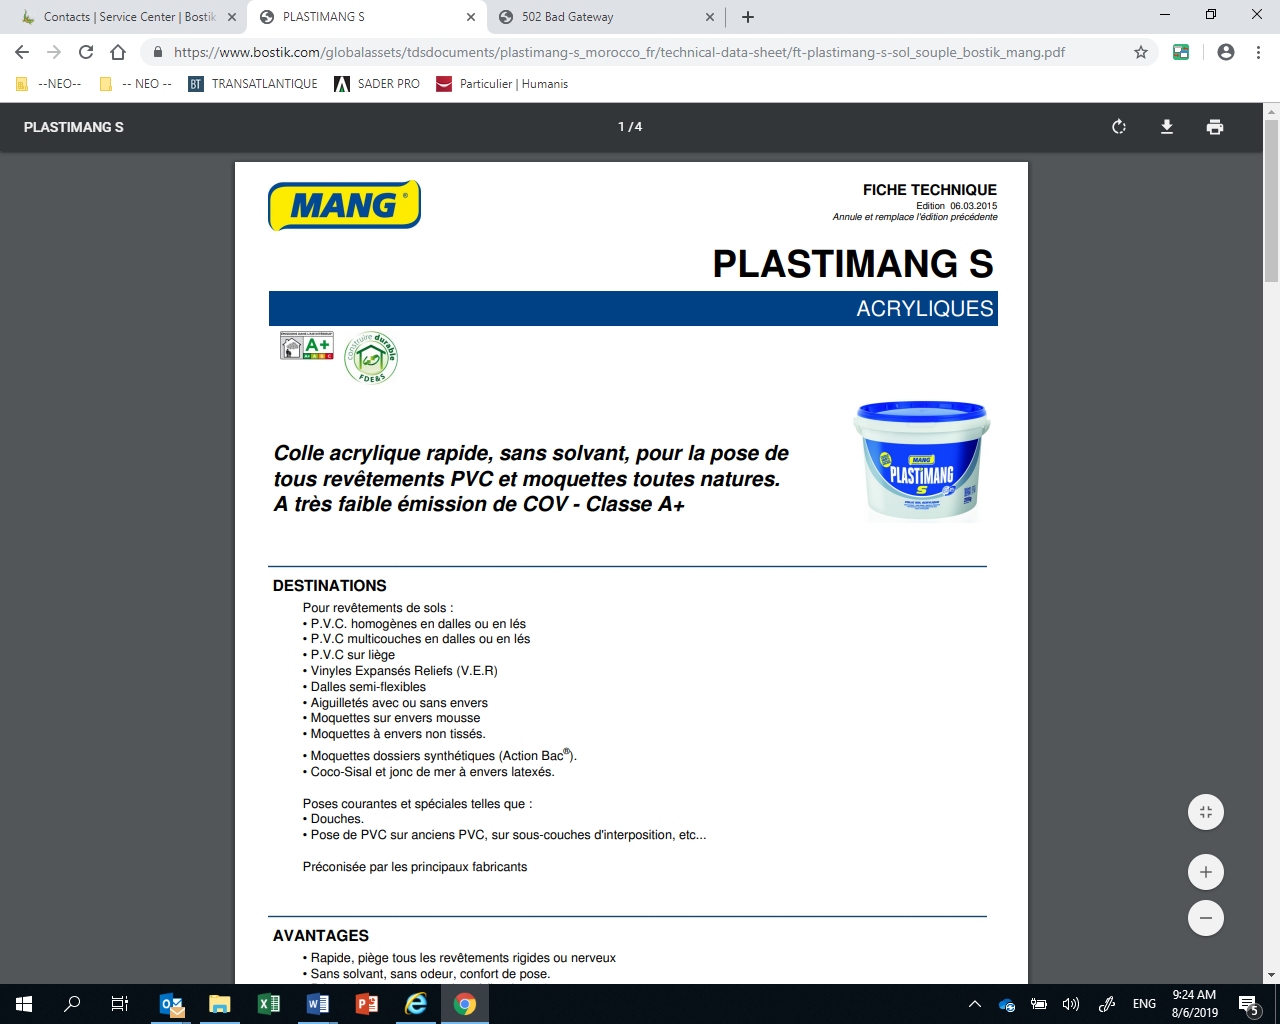 Contacts | Service Center | Bostik
PLASTIMANG S
502 Bad Gateway
https://www.bostik.com/globalassets/tdsdocuments/plastimang-s_morocco_fr/technical-data-sheet/ft-plastimang-s-sol_souple_bostik_mang.pdf
--NEO--
-- NEO --
BT TRANSATLANTIQUE
SADER PRO
Particulier | Humanis
PLASTIMANG S
1 / 4
MANG®
FICHE TECHNIQUE
Edition 06.03.2015
Annule et remplace l'édition précédente
PLASTIMANG S
ACRYLIQUES
A+
construire durable
FDE&S
MANG
PLASTIMANG
S
Colle acrylique rapide, sans solvant, pour la pose de
tous revêtements PVC et moquettes toutes natures.
A très faible émission de COV - Classe A+
DESTINATIONS
Pour revêtements de sols :
• P.V.C. homogènes en dalles ou en lés
• P.V.C multicouches en dalles ou en lés
• P.V.C sur liège
• Vinyles Expansés Reliefs (V.E.R)
• Dalles semi-flexibles
• Aiguilletés avec ou sans envers
• Moquettes sur envers mousse
• Moquettes à envers non tissés.
• Moquettes dossiers synthétiques (Action Bac®).
• Coco-Sisal et jonc de mer à envers latexés.
Poses courantes et spéciales telles que :
• Douches.
• Pose de PVC sur anciens PVC, sur sous-couches d'interposition, etc...
Préconisée par les principaux fabricants
AVANTAGES
• Rapide, piège tous les revêtements rigides ou nerveux
• Sans solvant, sans odeur, confort de pose.
ENG
9:24 AM
8/6/2019
5